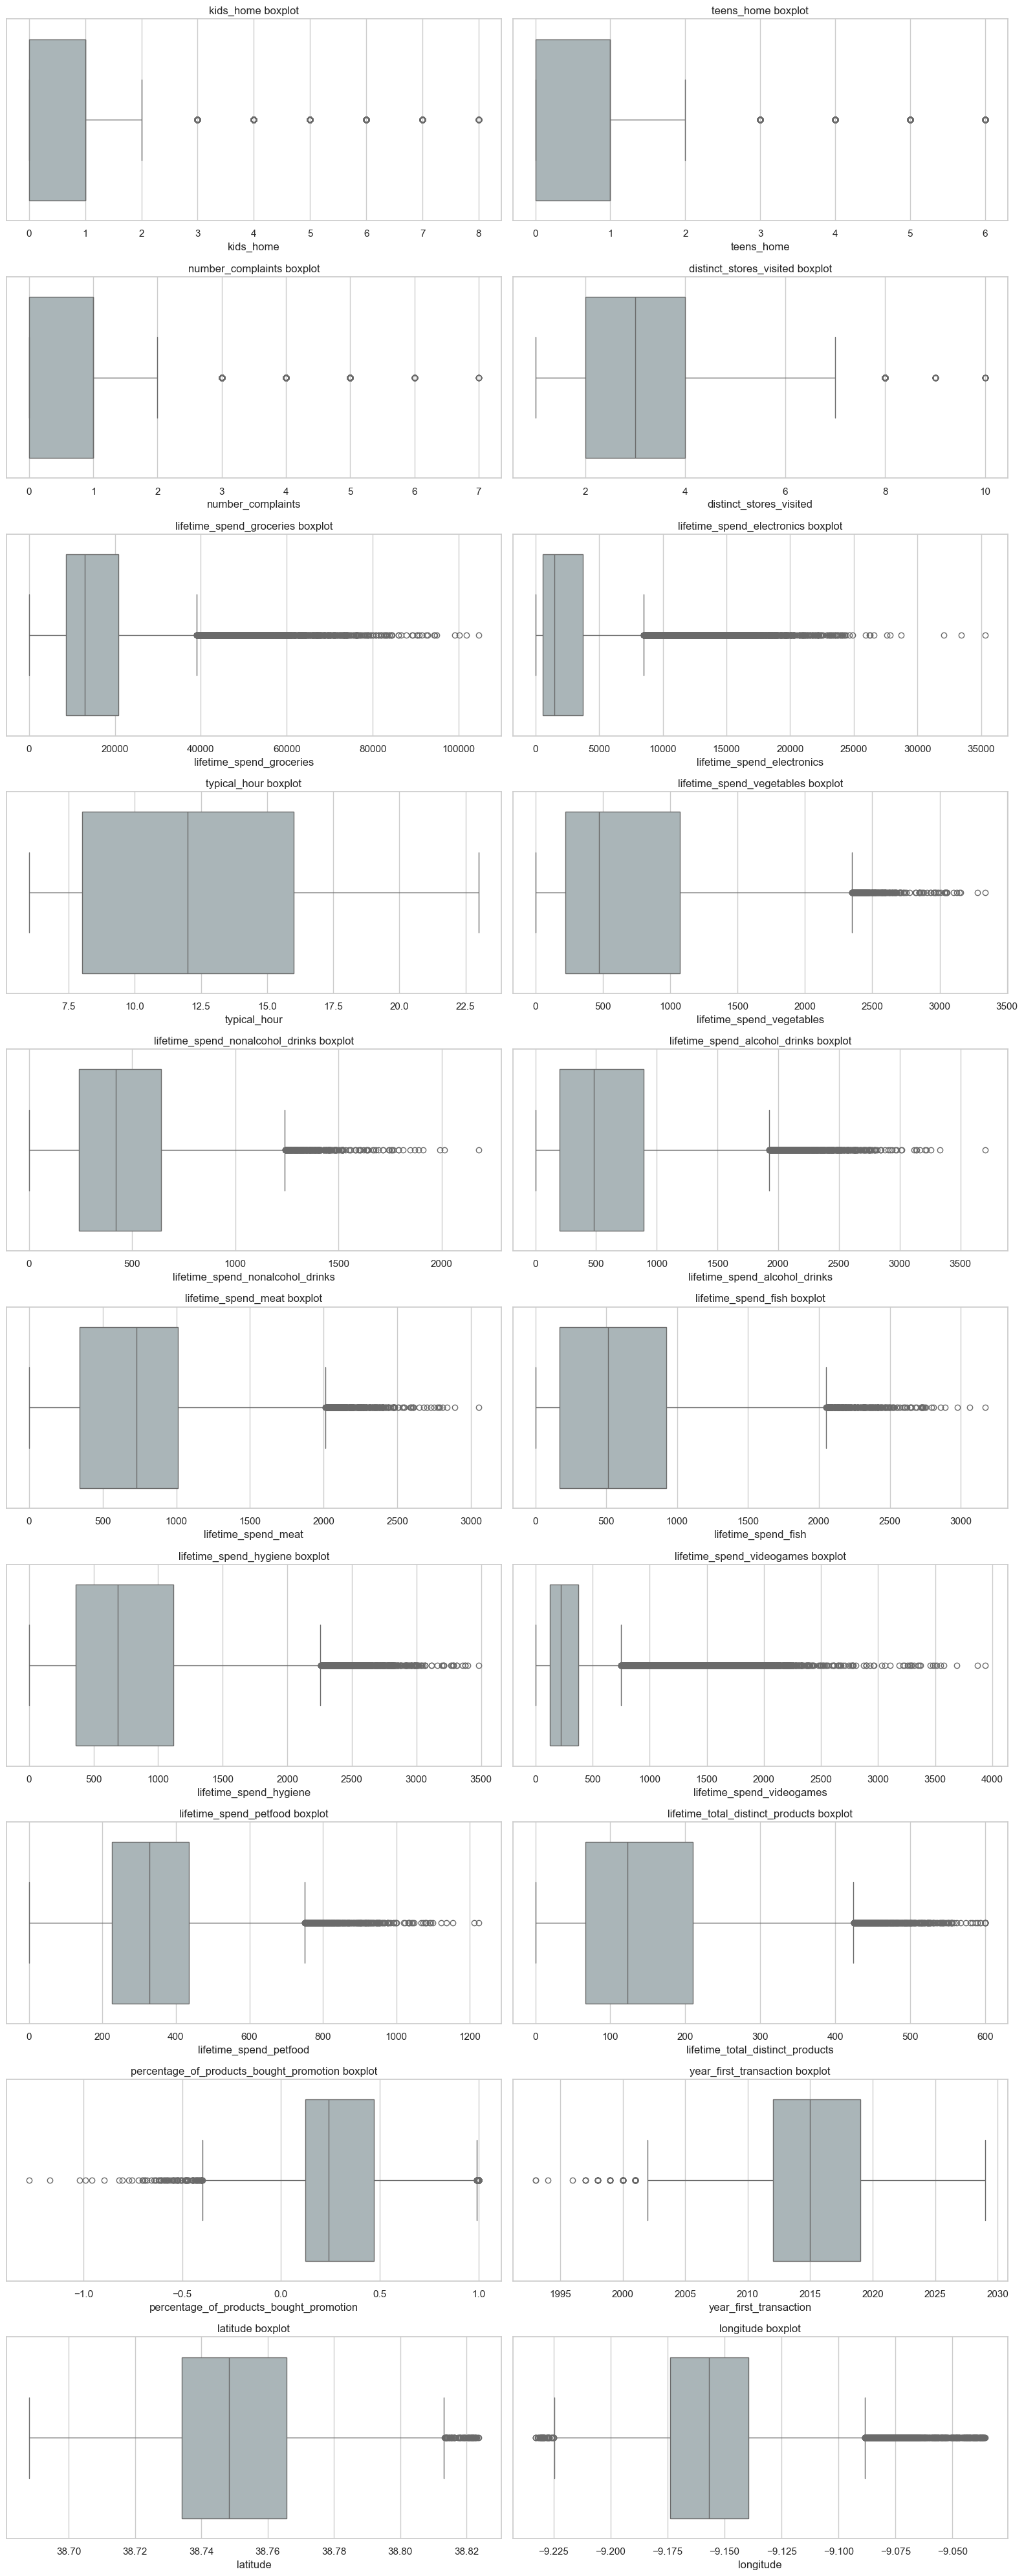 kids_home boxplot
teens_home boxplot
0 1 2 3 4 5 6 7 8
0 1 2 3 4 5 6
kids_home
teens_home
number_complaints boxplot
distinct_stores_visited boxplot
0 1 2 3 4 5 6 7
2 4 6 8 10
number_complaints
distinct_stores_visited
lifetime_spend_groceries boxplot
lifetime_spend_electronics boxplot
0 20000 40000 60000 80000 100000
0 5000 10000 15000 20000 25000 30000 35000
lifetime_spend_groceries
lifetime_spend_electronics
typical_hour boxplot
lifetime_spend_vegetables boxplot
7.5 10.0 12.5 15.0 17.5 20.0 22.5
0 500 1000 1500 2000 2500 3000 3500
typical_hour
lifetime_spend_vegetables
lifetime_spend_nonalcohol_drinks boxplot
lifetime_spend_alcohol_drinks boxplot
0 500 1000 1500 2000
0 500 1000 1500 2000 2500 3000 3500
lifetime_spend_nonalcohol_drinks
lifetime_spend_alcohol_drinks
lifetime_spend_meat boxplot
lifetime_spend_fish boxplot
0 500 1000 1500 2000 2500 3000
0 500 1000 1500 2000 2500 3000
lifetime_spend_meat
lifetime_spend_fish
lifetime_spend_hygiene boxplot
lifetime_spend_videogames boxplot
0 500 1000 1500 2000 2500 3000 3500
0 500 1000 1500 2000 2500 3000 3500 4000
lifetime_spend_hygiene
lifetime_spend_videogames
lifetime_spend_petfood boxplot
lifetime_total_distinct_products boxplot
0 200 400 600 800 1000 1200
0 100 200 300 400 500 600
lifetime_spend_petfood
lifetime_total_distinct_products
percentage_of_products_bought_promotion boxplot
year_first_transaction boxplot
−1.0 −0.5 0.0 0.5 1.0
1995 2000 2005 2010 2015 2020 2025 2030
percentage_of_products_bought_promotion
year_first_transaction
latitude boxplot
longitude boxplot
38.70 38.72 38.74 38.76 38.78 38.80 38.82
−9.225 −9.200 −9.175 −9.150 −9.125 −9.100 −9.075 −9.050
latitude
longitude